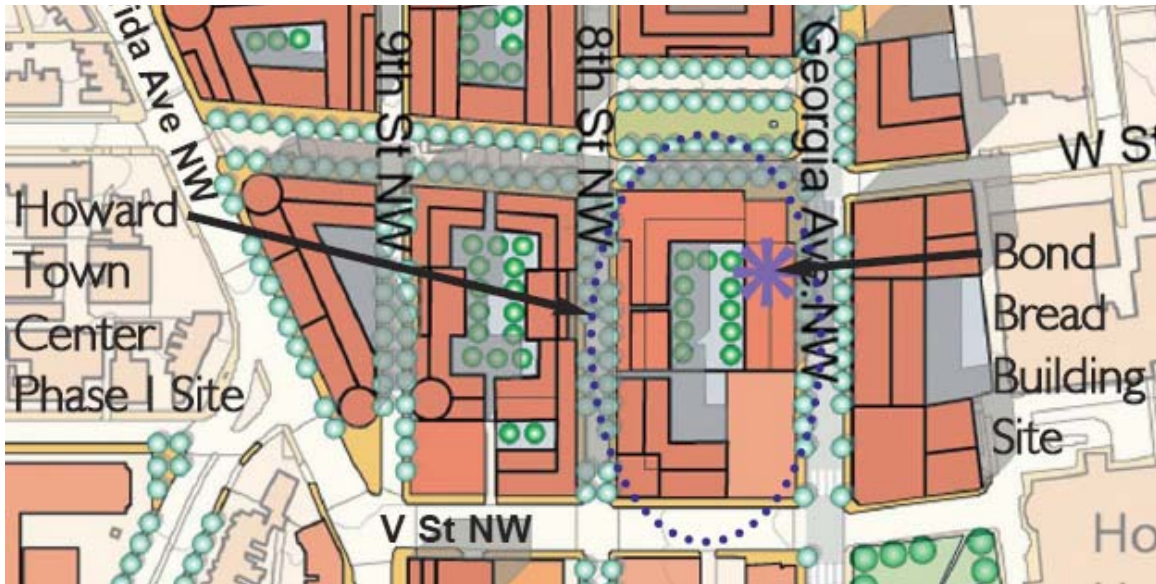 rida Ave NW
9th St NW
8th St NW
Georgia Ave. NW
W St
Howard
Town
Center
Phase I Site
Bond
Bread
Building
Site
V St NW
Ho